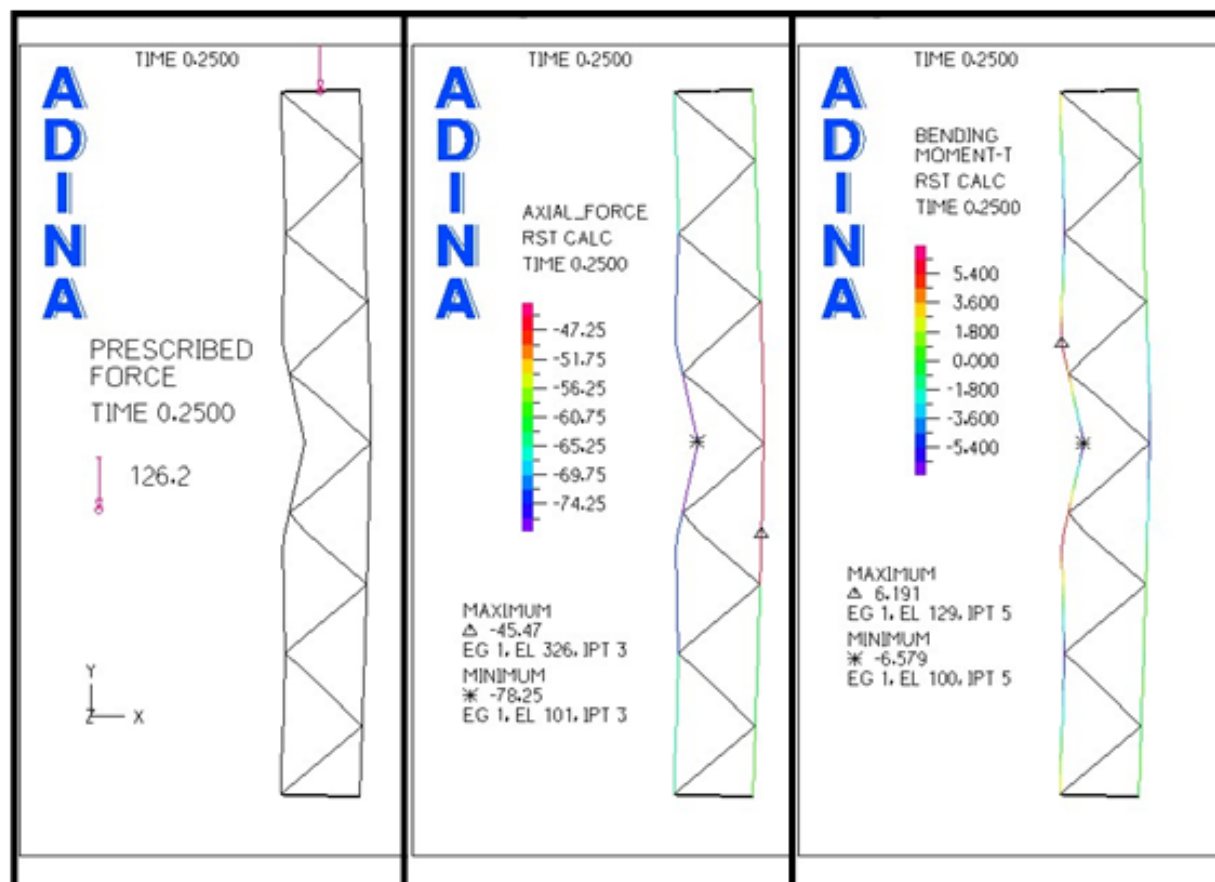 TIME 0.2500
ADINA
PRESCRIBED
FORCE
TIME 0.2500
126.2
Y
Z X
TIME 0.2500
ADINA
AXIAL_FORCE
RST CALC
TIME 0.2500
-47.25
-51.75
-56.25
-60.75
-65.25
-69.75
-74.25
MAXIMUM
△ -45.47
EG 1, EL 326, IPT 3
MINIMUM
✳ -78.25
EG 1, EL 101, IPT 3
TIME 0.2500
ADINA
BENDING
MOMENT-T
RST CALC
TIME 0.2500
5.400
3.600
1.800
0.000
-1.800
-3.600
-5.400
MAXIMUM
△ 6.191
EG 1, EL 129, IPT 5
MINIMUM
✳ -6.579
EG 1, EL 100, IPT 5